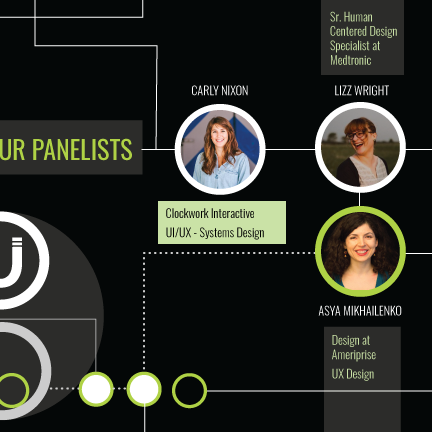 Sr. Human
Centered Design
Specialist at
Medtronic
CARLY NIXON
LIZZ WRIGHT
UR PANELISTS
Clockwork Interactive
UI/UX - Systems Design
ASYA MIKHAILENKO
Design at
Ameriprise
UX Design